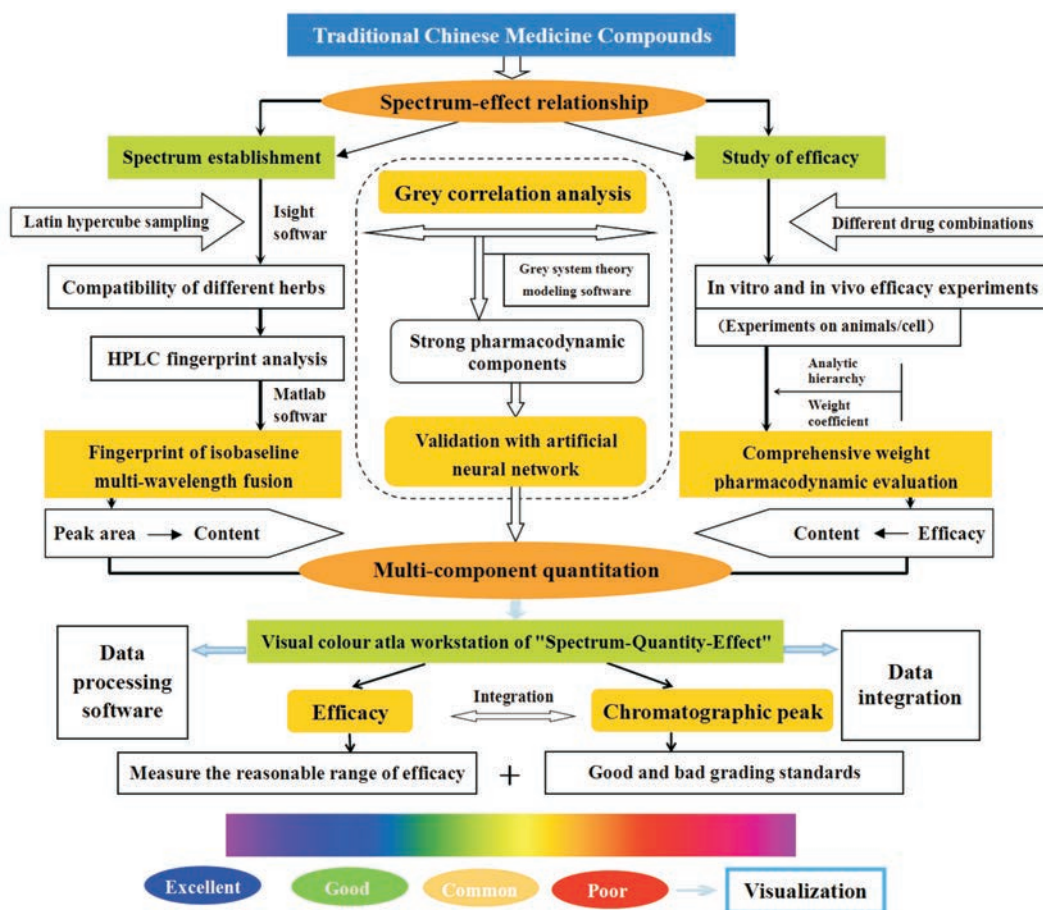 Traditional Chinese Medicine Compounds
Spectrum-effect relationship
Spectrum establishment
Study of efficacy
Grey correlation analysis
Latin hypercube sampling
Isight
softwar
Different drug combinations
Grey system theory
modeling software
Compatibility of different herbs
In vitro and in vivo efficacy experiments
(Experiments on animals/cell)
HPLC fingerprint analysis
Strong pharmacodynamic
components
Matlab
softwar
Analytic
hierarchy
Weight
coefficient
Fingerprint of isobaseline
multi-wavelength fusion
Validation with artificial
neural network
Comprehensive weight
pharmacodynamic evaluation
Peak area
Content
Content
Efficacy
Multi-component quantitation
Visual colour atla workstation of "Spectrum-Quantity-Effect"
Data
processing
software
Data
integration
Efficacy
Integration
Chromatographic peak
Measure the reasonable range of efficacy
+
Good and bad grading standards
Excellent
Good
Common
Poor
Visualization